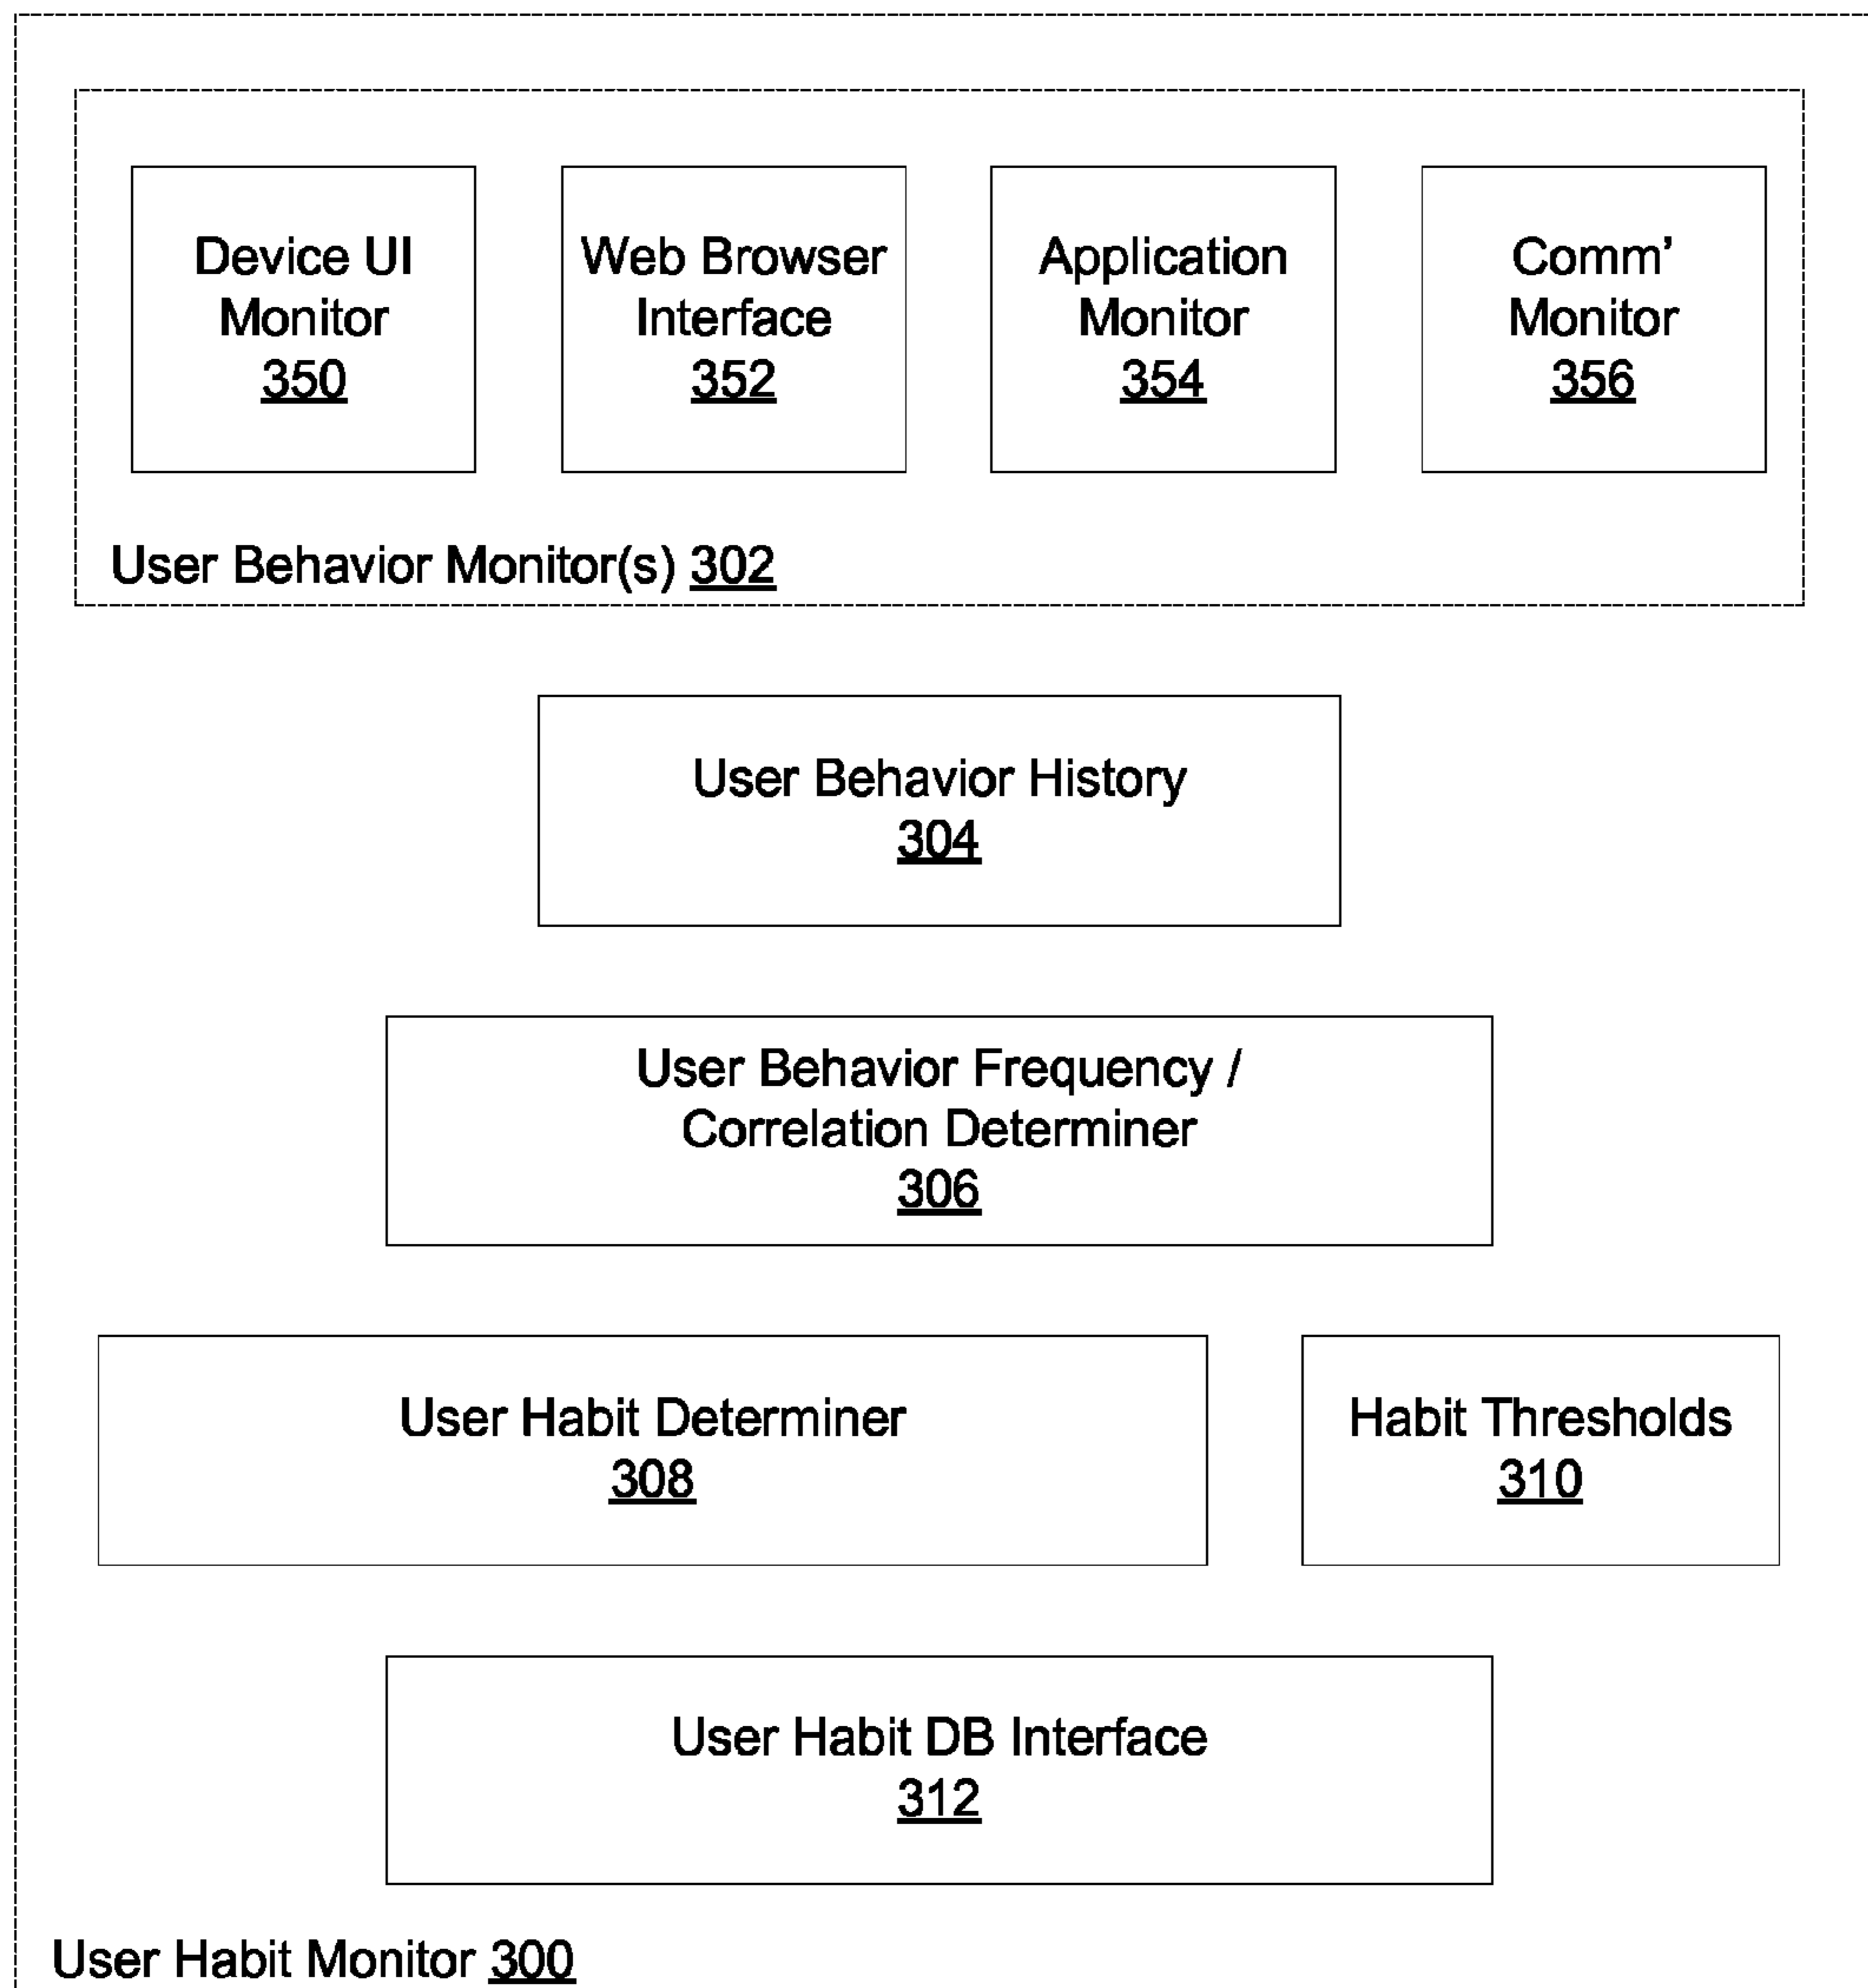 Device UI
Monitor
350
Web Browser
Interface
352
Application
Monitor
354
Comm'
Monitor
356
User Behavior Monitor(s) 302
User Behavior History
304
User Behavior Frequency /
Correlation Determiner
306
User Habit Determiner
308
Habit Thresholds
310
User Habit DB Interface
312
User Habit Monitor 300